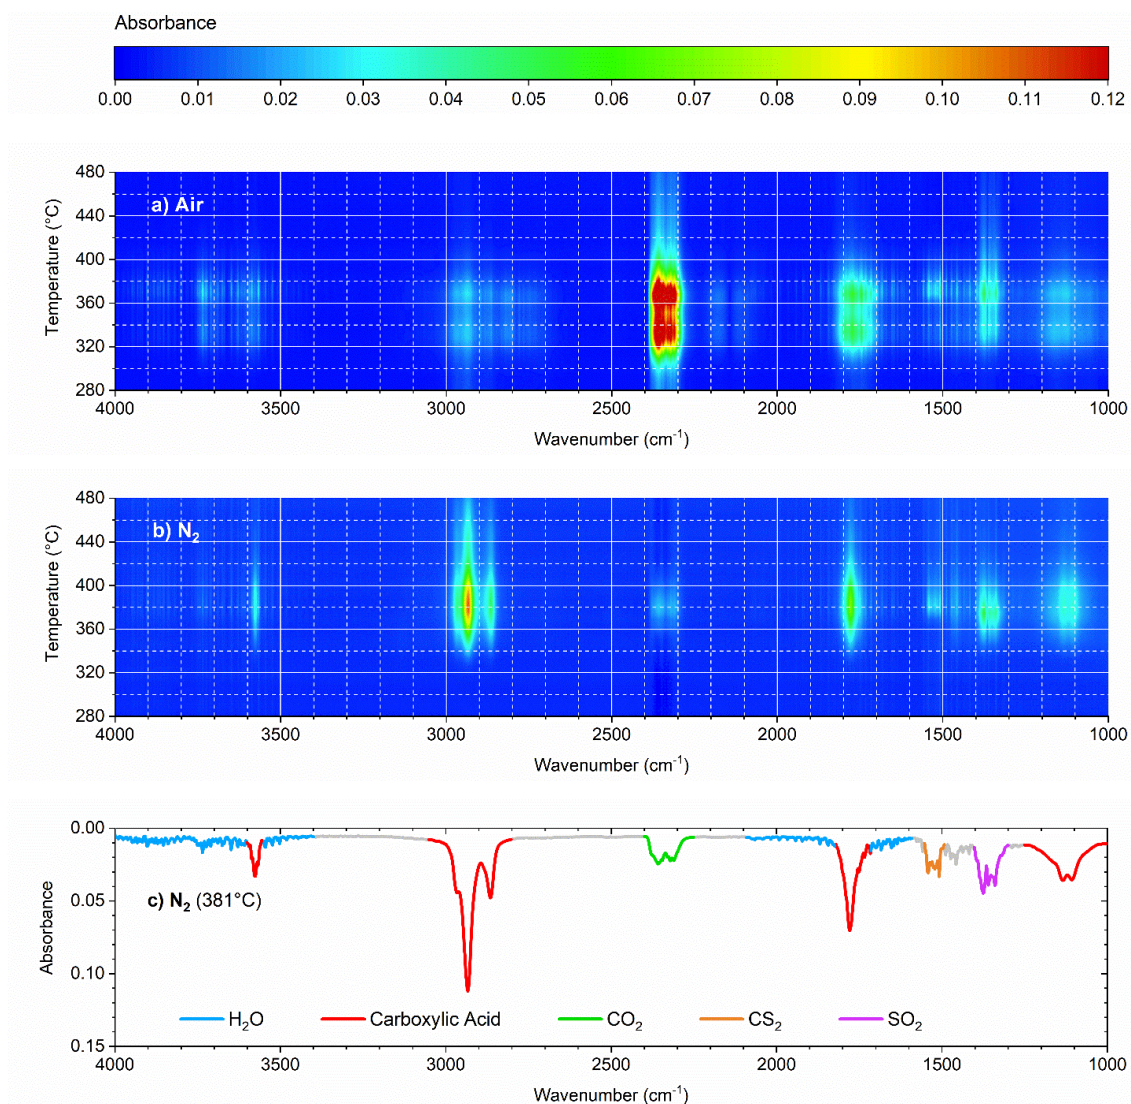 Absorbance
0.00 0.01 0.02 0.03 0.04 0.05 0.06 0.07 0.08 0.09 0.10 0.11 0.12
a) Air
Temperature (°C)
480
440
400
360
320
280
4000 3500 3000 2500 2000 1500 1000
Wavenumber (cm⁻¹)
b) N₂
Temperature (°C)
480
440
400
360
320
280
4000 3500 3000 2500 2000 1500 1000
Wavenumber (cm⁻¹)
c) N₂ (381°C)
Absorbance
0.00
0.05
0.10
0.15
H₂O Carboxylic Acid CO₂ CS₂ SO₂
4000 3500 3000 2500 2000 1500 1000
Wavenumber (cm⁻¹)